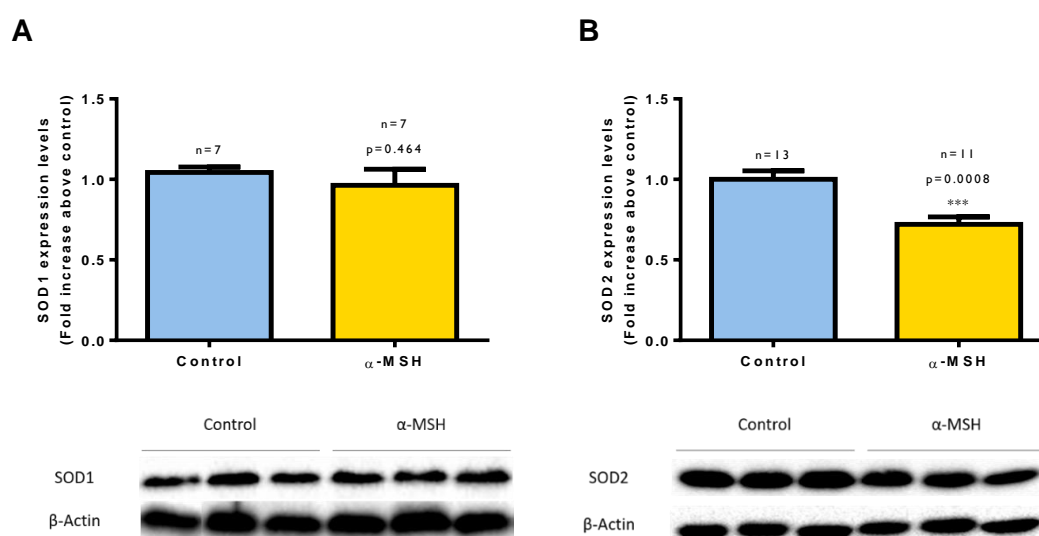 A
SOD1 expression levels
(Fold increase above control)
1.5
1.0
0.5
0.0
n=7
n=7
p=0.464
Control
α-MSH
Control
α-MSH
SOD1
β-Actin
B
SOD2 expression levels
(Fold increase above control)
1.5
1.0
0.5
0.0
n=13
n=11
p=0.0008
***
Control
α-MSH
Control
α-MSH
SOD2
β-Actin